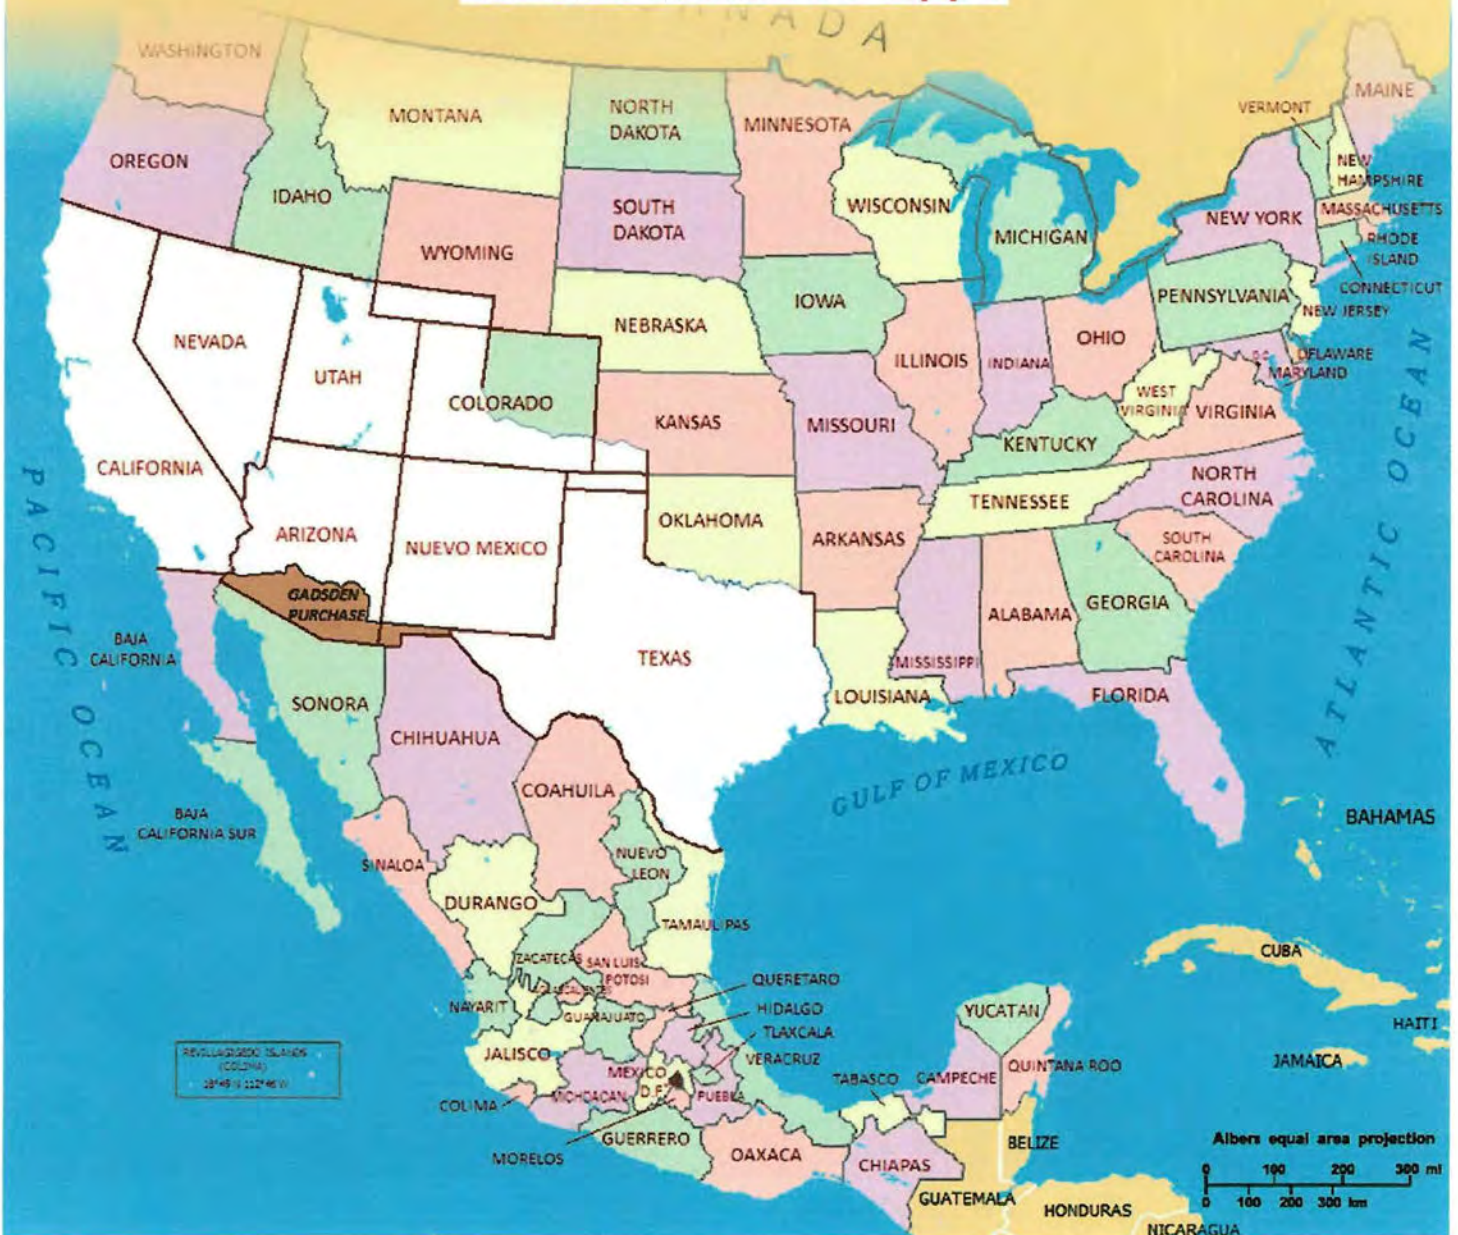 CANADA
WASHINGTON
MONTANA
NORTH
DAKOTA
MINNESOTA
MAINE
VERMONT
OREGON
IDAHO
NEW
HAMPSHIRE
SOUTH
DAKOTA
WISCONSIN
MICHIGAN
NEW YORK
MASSACHUSETTS
RHODE
ISLAND
WYOMING
IOWA
PENNSYLVANIA
CONNECTICUT
NEW JERSEY
NEVADA
UTAH
NEBRASKA
ILLINOIS
INDIANA
OHIO
D.C.
DELAWARE
MARYLAND
COLORADO
KANSAS
MISSOURI
WEST
VIRGINIA
VIRGINIA
KENTUCKY
CALIFORNIA
NORTH
CAROLINA
TENNESSEE
ARIZONA
NUEVO MEXICO
OKLAHOMA
ARKANSAS
SOUTH
CAROLINA
GADSDEN
PURCHASE
ALABAMA
GEORGIA
PACIFIC OCEAN
ATLANTIC OCEAN
BAJA
CALIFORNIA
TEXAS
MISSISSIPPI
LOUISIANA
FLORIDA
SONORA
CHIHUAHUA
COAHUILA
GULF OF MEXICO
BAHAMAS
BAJA
CALIFORNIA SUR
SINALOA
NUEVO
LEON
DURANGO
TAMAULIPAS
CUBA
ZACATECAS
SAN LUIS
POTOSI
QUERETARO
NAYARIT
GUANAJUATO
HIDALGO
YUCATAN
HAITI
TLAXCALA
JALISCO
VERACRUZ
QUINTANA ROO
JAMAICA
REVILLAGIGEDO ISLANDS
(COLIMA)
MEXICO
D.F.
TABASCO
CAMPECHE
COLIMA
MICHOACAN
PUEBLA
GUERRERO
BELIZE
MORELOS
OAXACA
CHIAPAS
GUATEMALA
HONDURAS
NICARAGUA
Albers equal area projection
0 100 200 300 mi
0 100 200 300 km